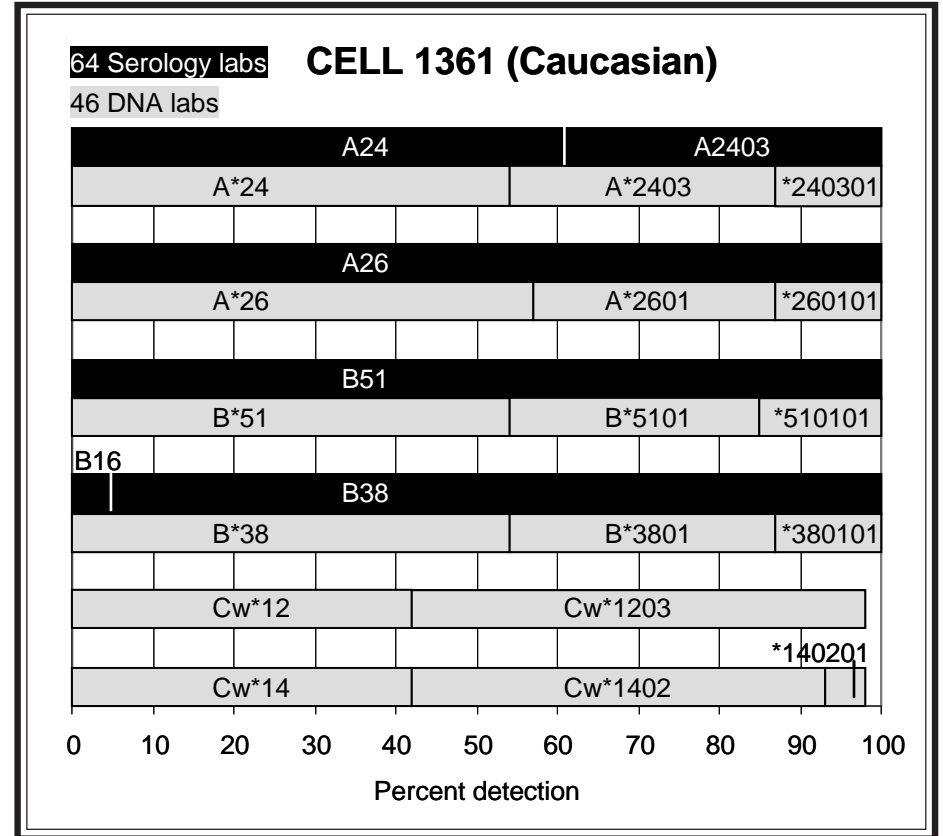 64 Serology labs CELL 1361 (Caucasian)
46 DNA labs
A24 A2403
A*24 A*2403 *240301
A26
A*26 A*2601 *260101
B51
B*51 B*5101 *510101
B16
B38
B*38 B*3801 *380101
Cw*12 Cw*1203
*140201
Cw*14 Cw*1402
0 10 20 30 40 50 60 70 80 90 100
Percent detection